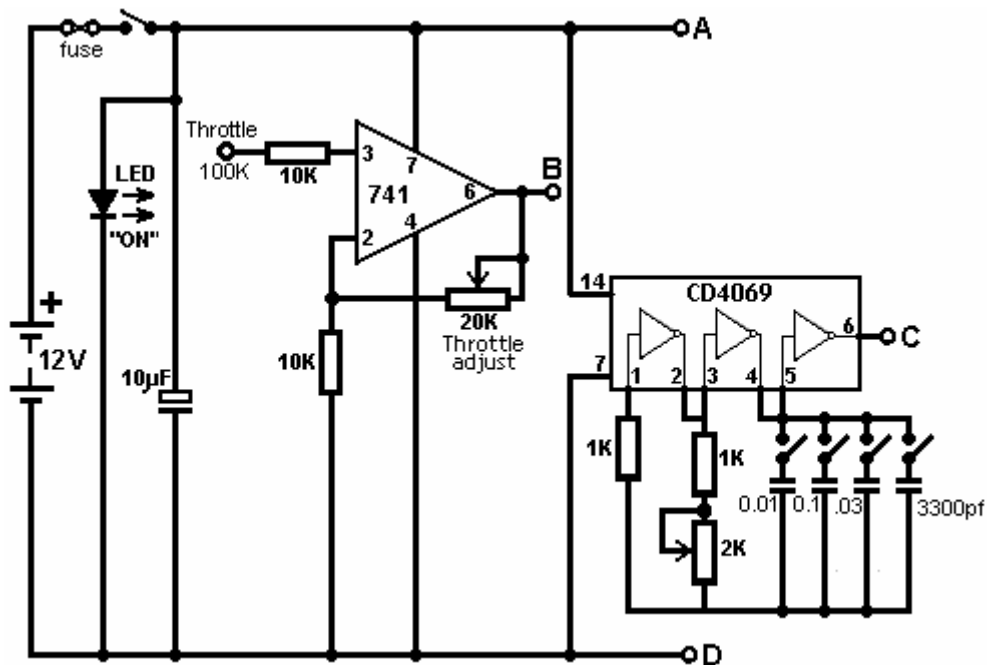 fuse
A
Throttle
100K
10K
3
7
741
6
4
2
B
LED
"ON"
20K
Throttle
adjust
10K
+
12V
10µF
14
CD4069
7
1
2
3
4
5
6
C
1K
1K
2K
0.01
0.1
.03
3300pf
D